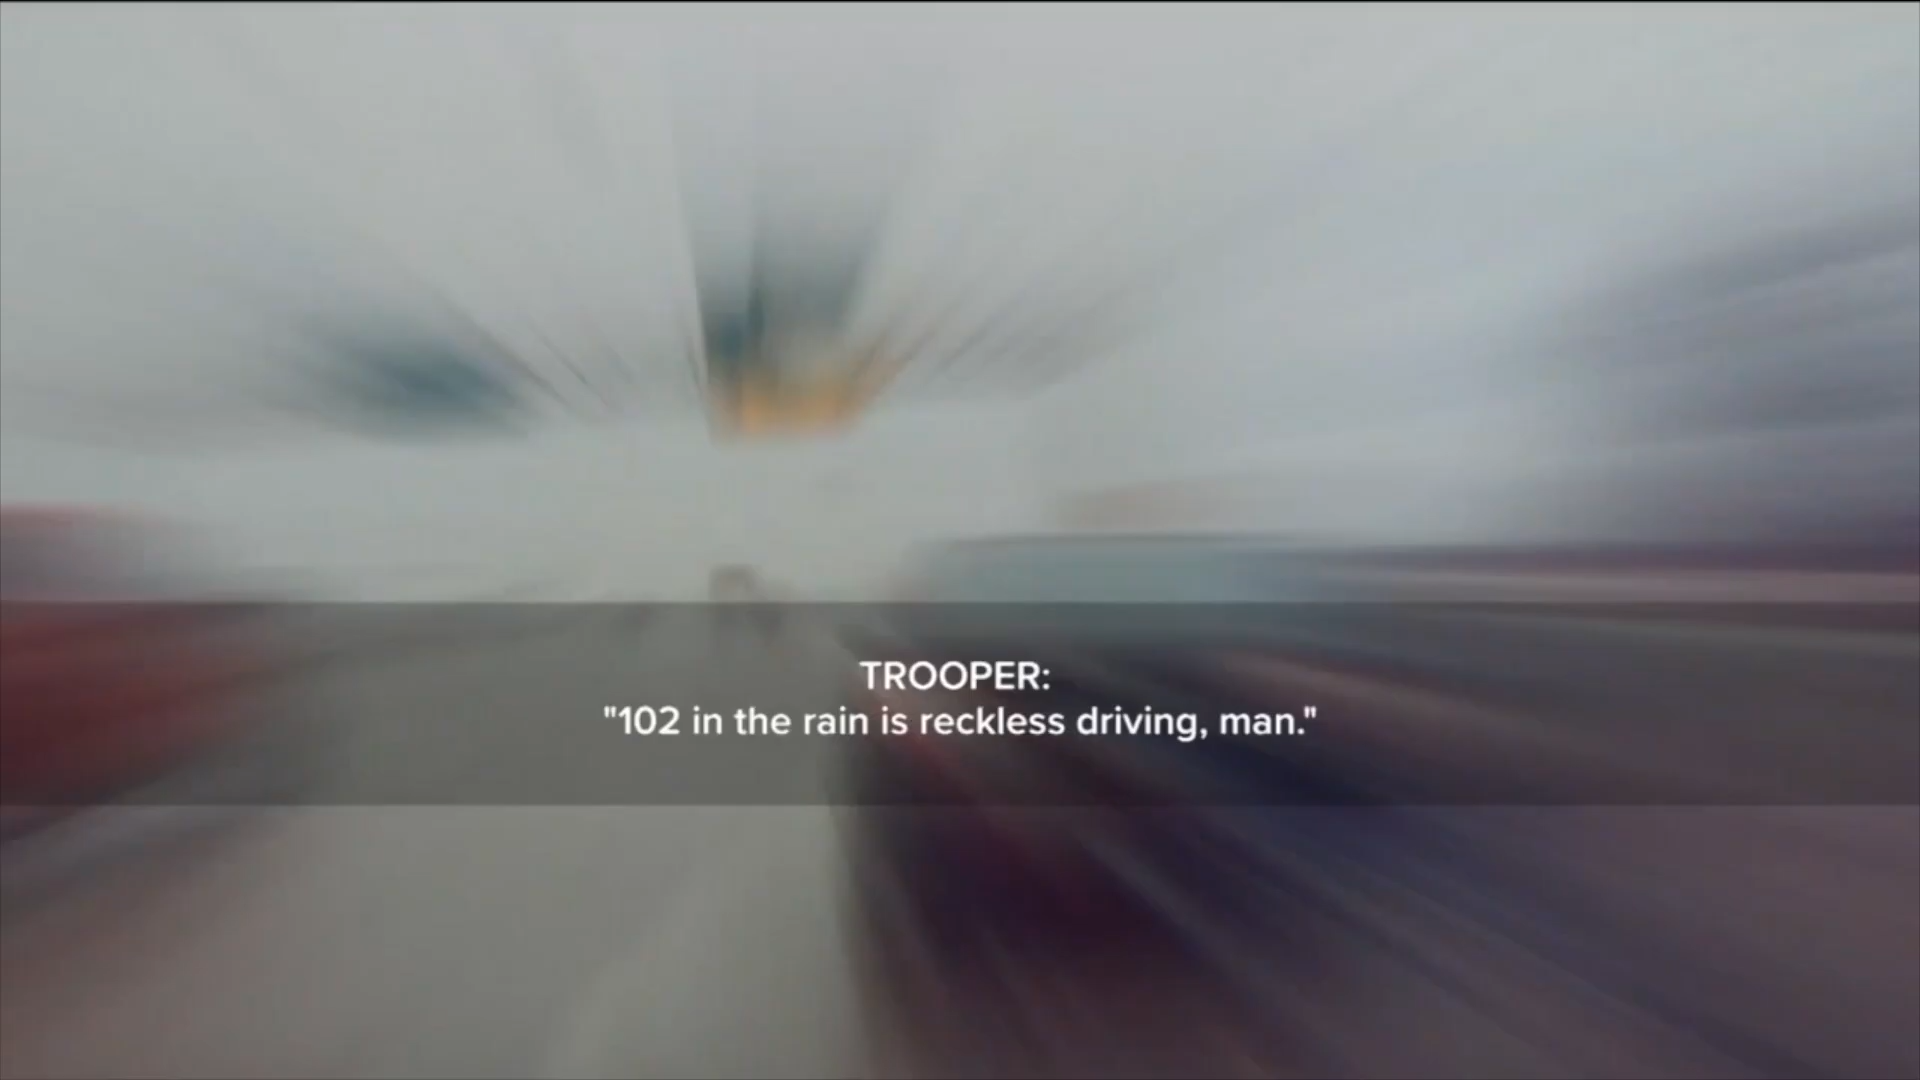 TROOPER:
"102 in the rain is reckless driving, man."